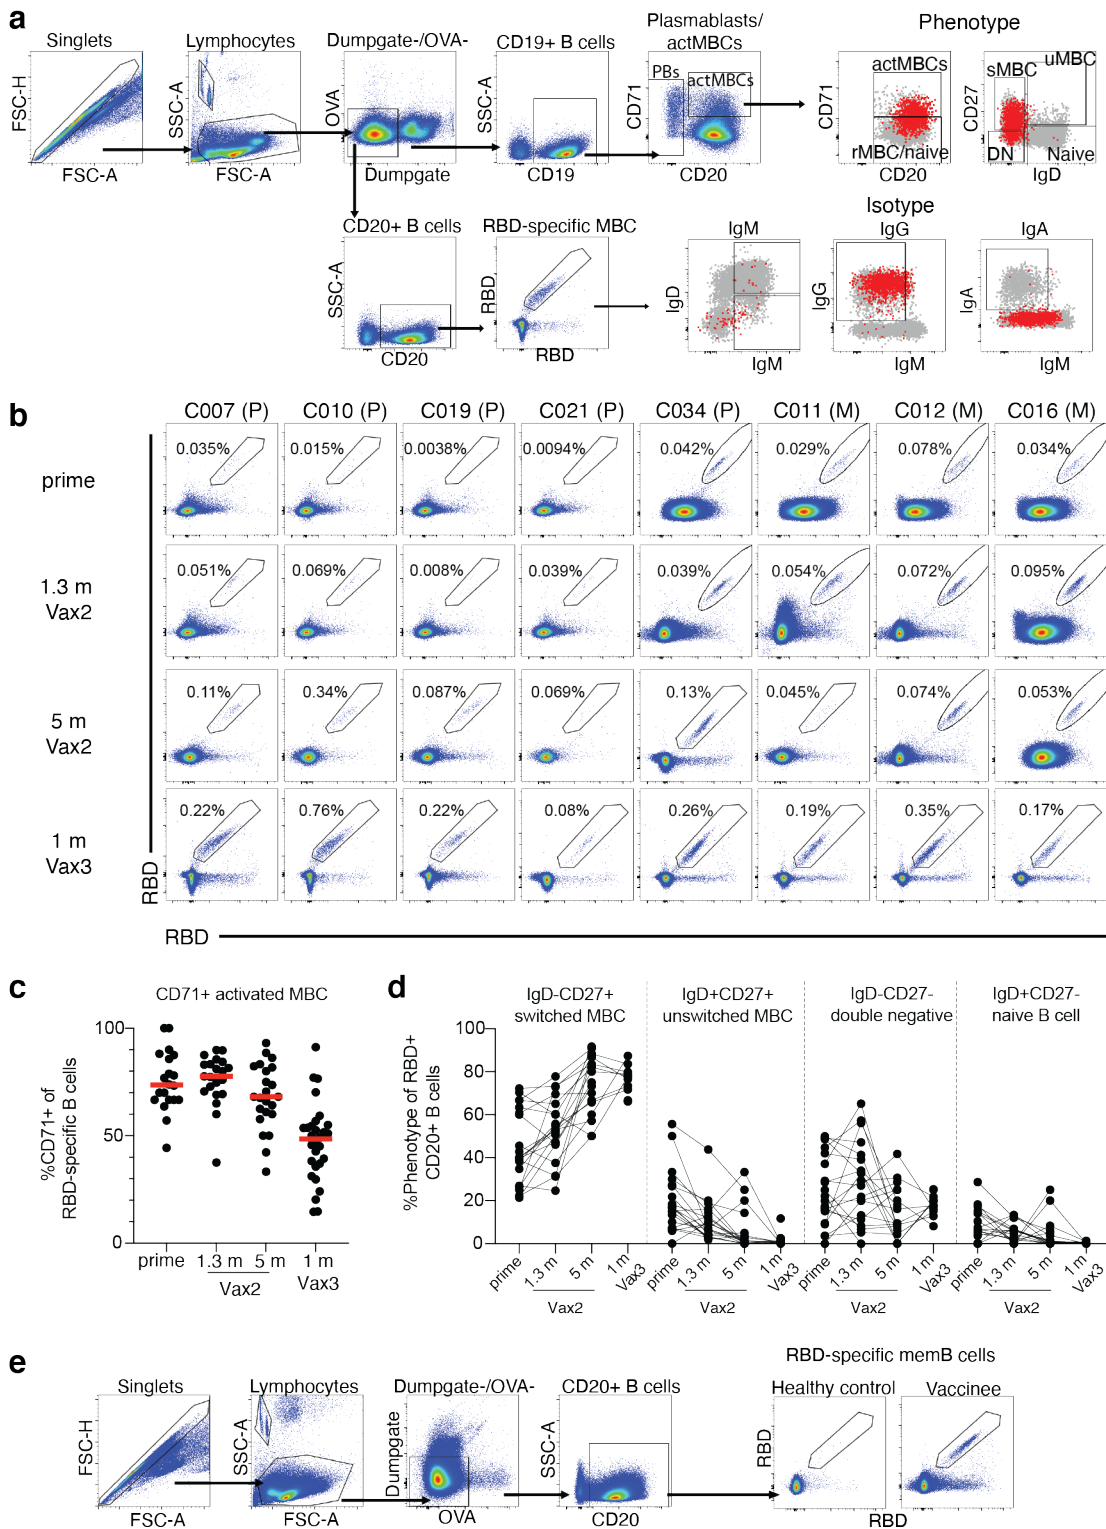 a
Singlets
FSC-H
FSC-A
Lymphocytes
SSC-A
FSC-A
Dumpgate-/OVA-
OVA
Dumpgate
CD19+ B cells
SSC-A
CD19
Plasmablasts/
actMBCs
PBs
actMBCs
CD71
CD20
Phenotype
actMBCs
CD71
rMBC/naive
CD20
uMBC
sMBC
CD27
DN
Naive
IgD
CD20+ B cells
SSC-A
CD20
RBD-specific MBC
RBD
RBD
Isotype
IgM
IgD
IgM
IgG
IgG
IgM
IgA
IgA
IgM
b
C007 (P)
C010 (P)
C019 (P)
C021 (P)
C034 (P)
C011 (M)
C012 (M)
C016 (M)
prime
0.035%
0.015%
0.0038%
0.0094%
0.042%
0.029%
0.078%
0.034%
1.3 m
Vax2
0.051%
0.069%
0.008%
0.039%
0.039%
0.054%
0.072%
0.095%
5 m
Vax2
0.11%
0.34%
0.087%
0.069%
0.13%
0.045%
0.074%
0.053%
1 m
Vax3
0.22%
0.76%
0.22%
0.08%
0.26%
0.19%
0.35%
0.17%
RBD
RBD
c
CD71+ activated MBC
%CD71+ of
RBD-specific B cells
100
50
0
prime
1.3 m
5 m
1 m
Vax2
Vax3
d
IgD-CD27+
switched MBC
IgD+CD27+
unswitched MBC
IgD-CD27-
double negative
IgD+CD27-
naive B cell
%Phenotype of RBD+
CD20+ B cells
100
80
60
40
20
0
prime
1.3 m
5 m
1 m
Vax3
Vax2
prime
1.3 m
5 m
1 m
Vax3
Vax2
prime
1.3 m
5 m
1 m
Vax3
Vax2
prime
1.3 m
5 m
1 m
Vax3
Vax2
e
Singlets
FSC-H
FSC-A
Lymphocytes
SSC-A
FSC-A
Dumpgate-/OVA-
Dumpgate
OVA
CD20+ B cells
SSC-A
CD20
RBD-specific memB cells
Healthy control
Vaccinee
RBD
RBD